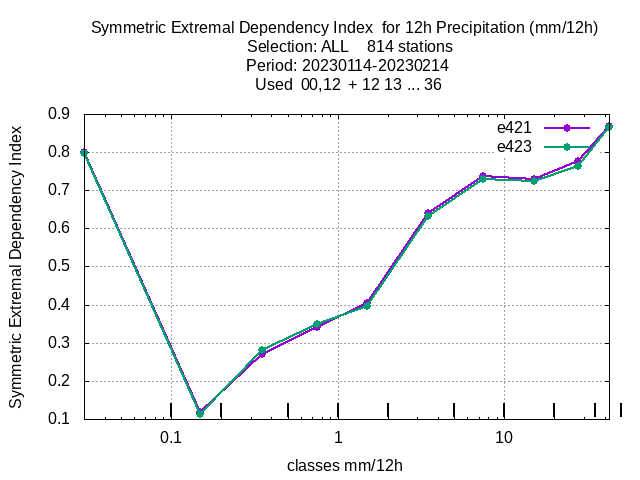 Symmetric Extremal Dependency Index  for 12h Precipitation (mm/12h)
Selection: ALL    814 stations
Period: 20230114-20230214
Used  00,12  + 12 13 ... 36
Symmetric Extremal Dependency Index
0.9
0.8
0.7
0.6
0.5
0.4
0.3
0.2
0.1
e421
e423
0.1
1
10
classes mm/12h